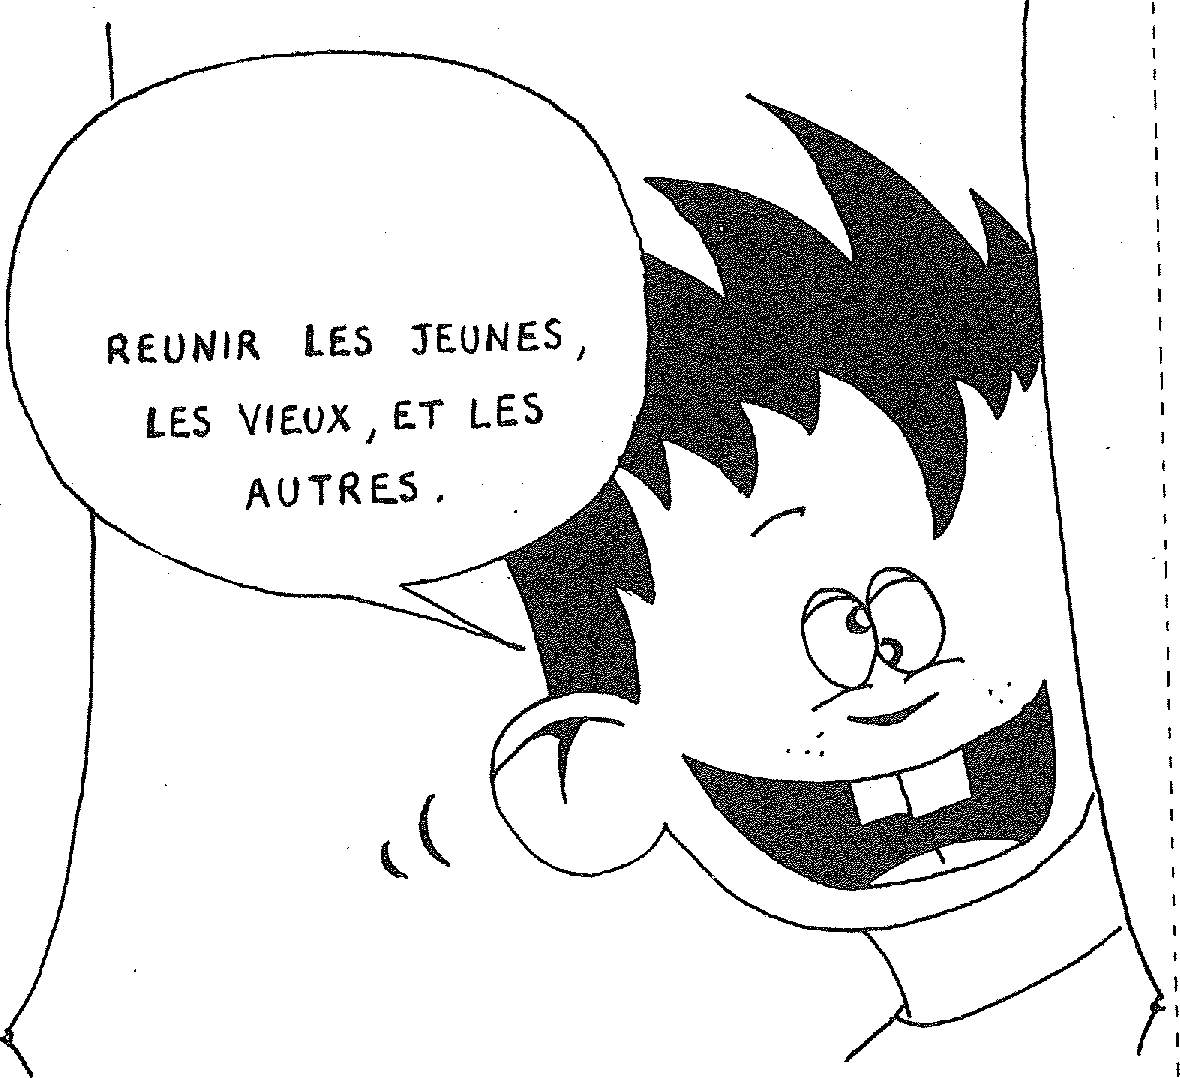 REUNIR LES JEUNES,
LES VIEUX, ET LES
AUTRES.